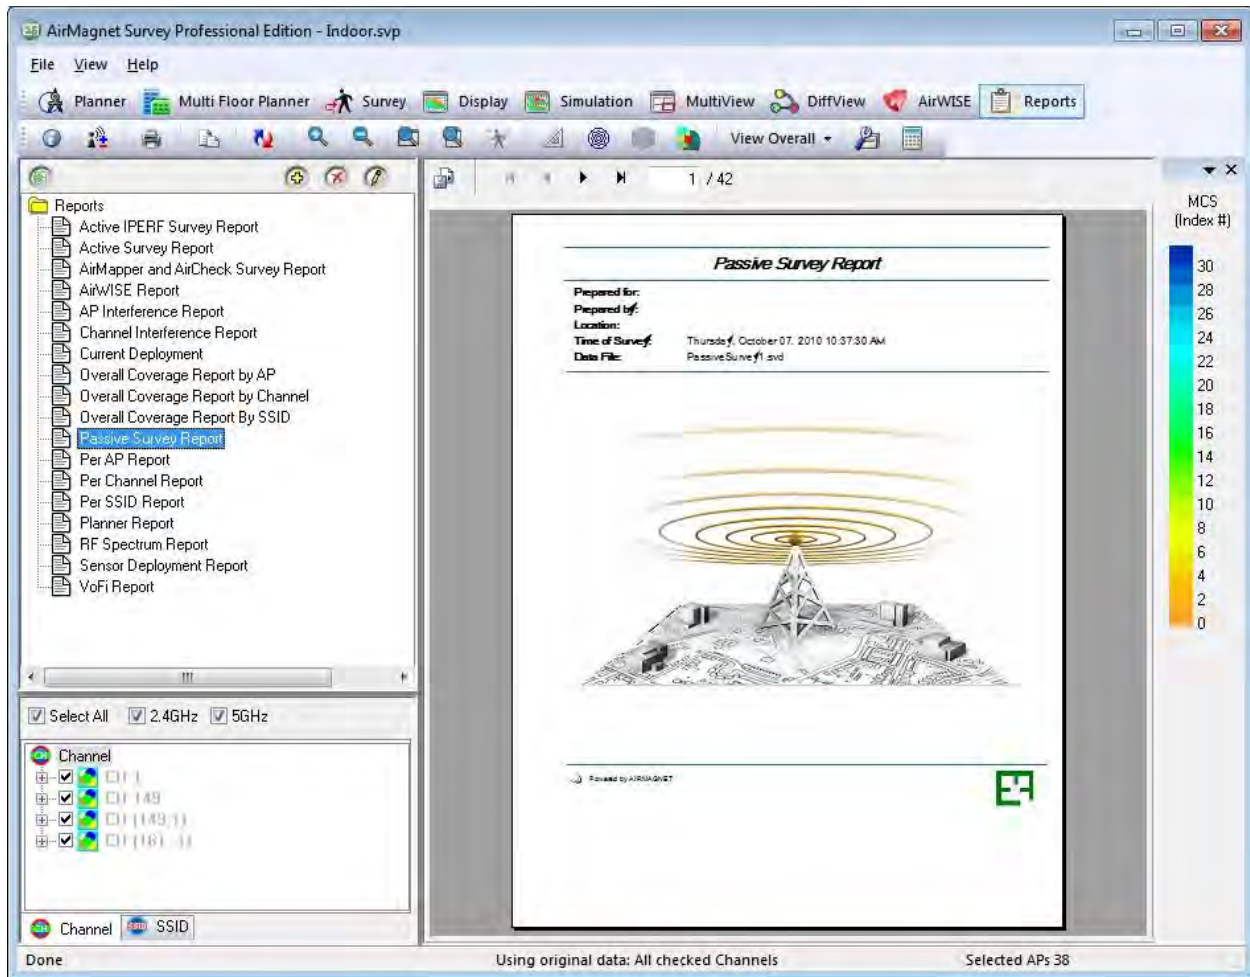 AirMagnet Survey Professional Edition - Indoor.svp
File View Help
Planner Multi Floor Planner Survey Display Simulation MultiView DiffView AirWISE Reports
View Overall
1 / 42
Reports
Active IPERF Survey Report
Active Survey Report
AirMapper and AirCheck Survey Report
AirWISE Report
AP Interference Report
Channel Interference Report
Current Deployment
Overall Coverage Report by AP
Overall Coverage Report by Channel
Overall Coverage Report By SSID
Passive Survey Report
Per AP Report
Per Channel Report
Per SSID Report
Planner Report
RF Spectrum Report
Sensor Deployment Report
VoFi Report
Select All 2.4GHz 5GHz
Channel
CH 1
CH 149
CH (149,1)
Channel SSID
Passive Survey Report
Prepared for:
Prepared by:
Location:
Time of Survey: Thursday, October 07, 2010 10:37:30 AM
Data File: PassiveSurvey1.svd
Powered by AIRMAGNET
MCS
(Index #)
30
28
26
24
22
20
18
16
14
12
10
8
6
4
2
0
Done Using original data: All checked Channels Selected APs 38